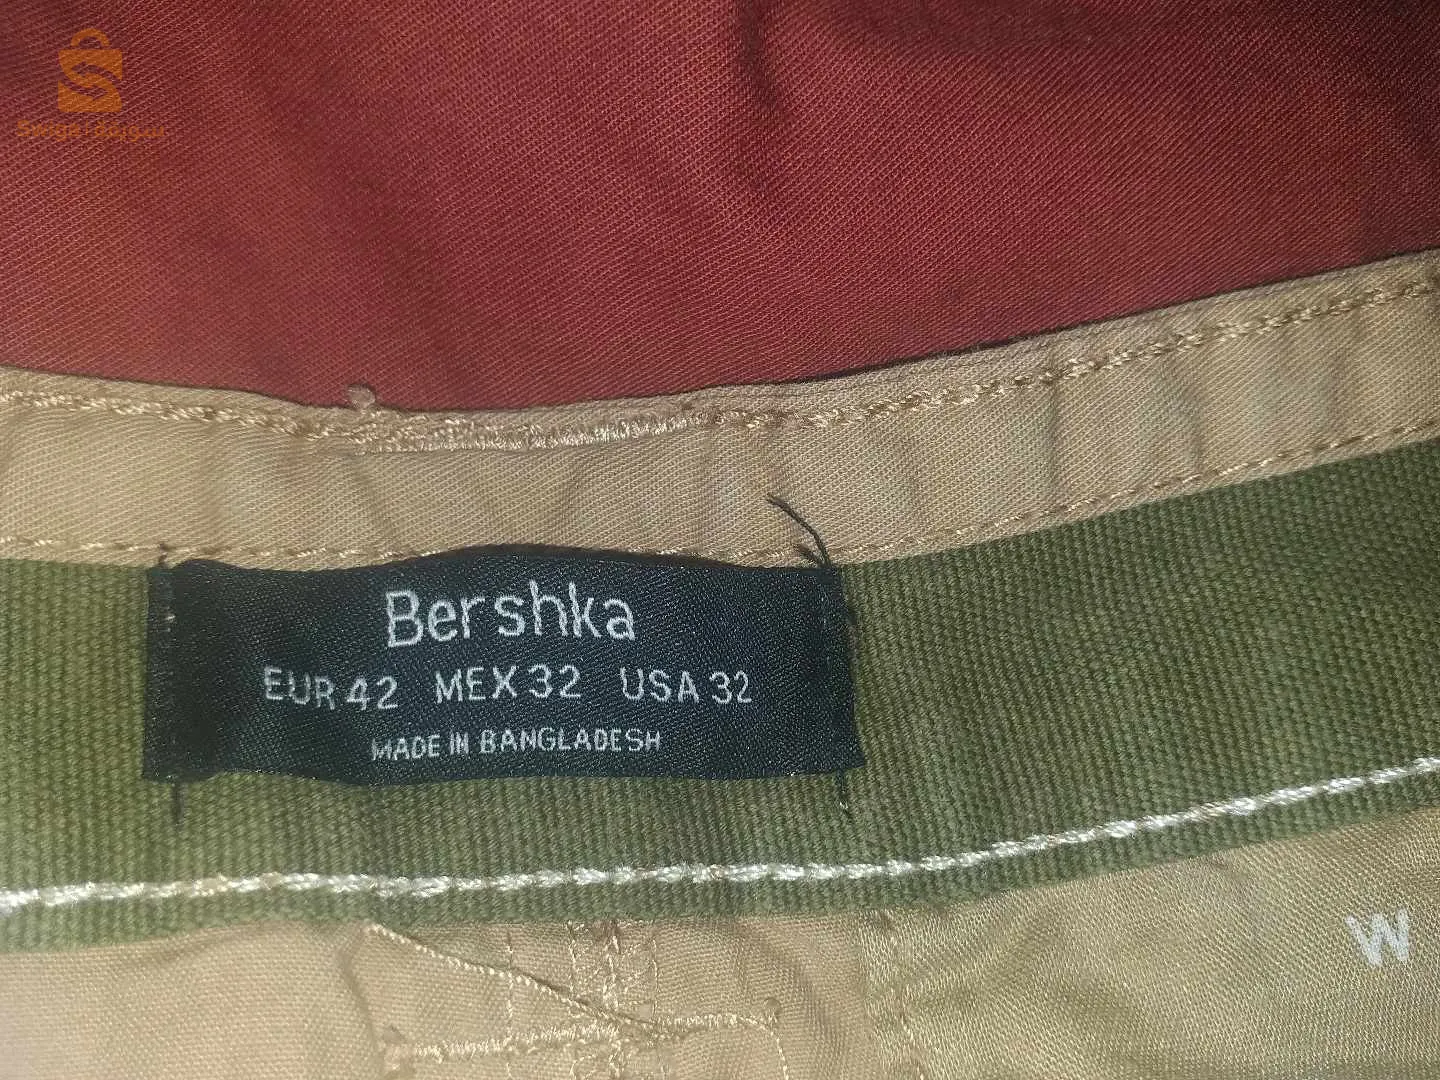 Bershka
EUR 42 MEX 32 USA 32
MADE IN BANGLADESH
W